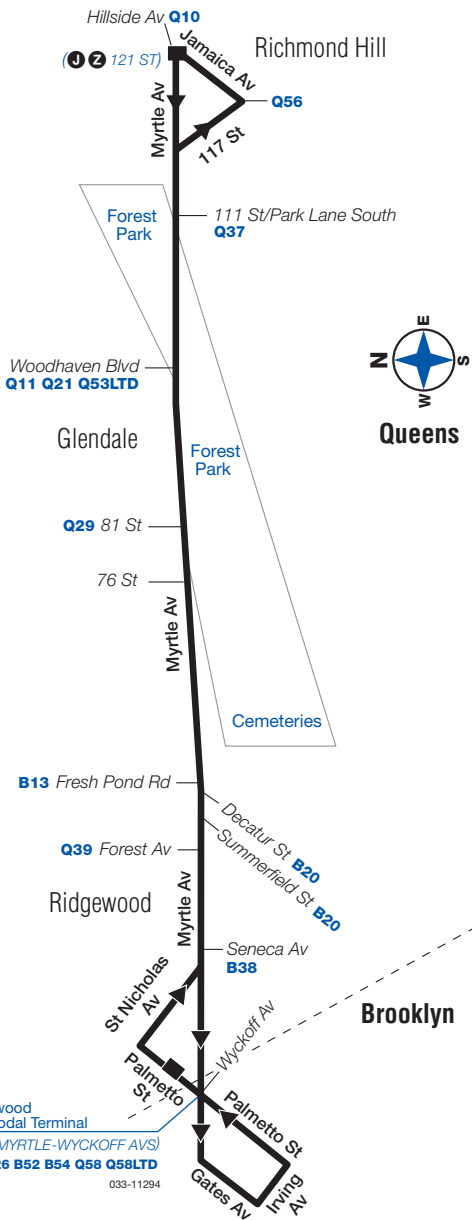 Hillside Av Q10
(J Z 121 ST)
Jamaica Av
Richmond Hill
Myrtle Av
Q56
117 St
Forest
Park
111 St/Park Lane South
Q37
E
N
S
W
Woodhaven Blvd
Q11 Q21 Q53LTD
Queens
Glendale
Forest
Park
Q29 81 St
76 St
Myrtle Av
Cemeteries
B13 Fresh Pond Rd
Decatur St B20
Summerfield St B20
Q39 Forest Av
Ridgewood
Myrtle Av
Seneca Av
B38
St Nicholas
Av
Brooklyn
Wyckoff Av
Palmetto
St
Palmetto St
wood
odal Terminal
MYRTLE-WYCKOFF AVS)
26 B52 B54 Q58 Q58LTD
033-11294
Gates Av
Irving
Av